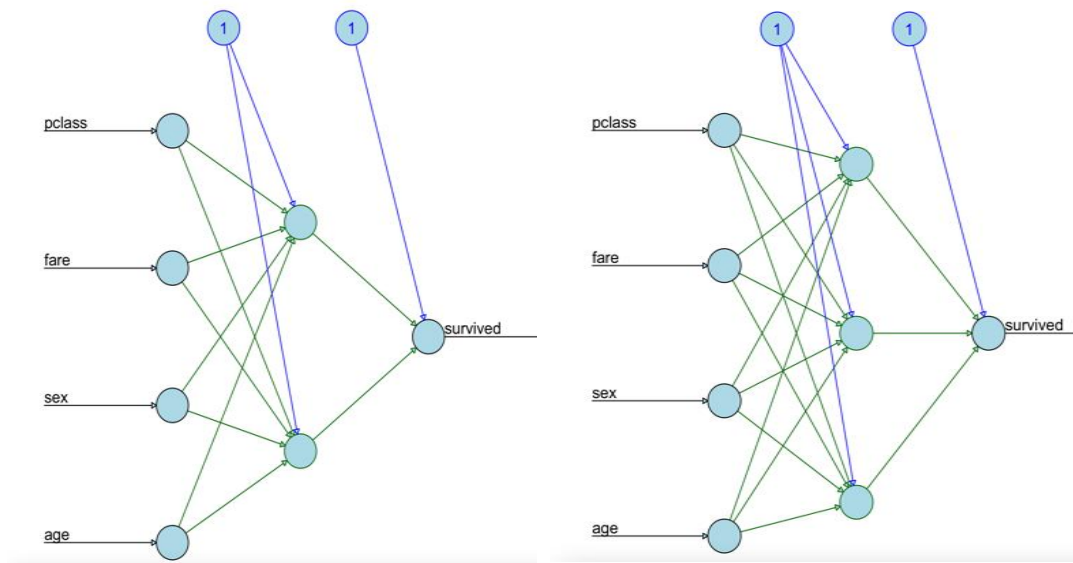 1
1
pclass
fare
sex
age
survived
1
1
pclass
fare
sex
age
survived